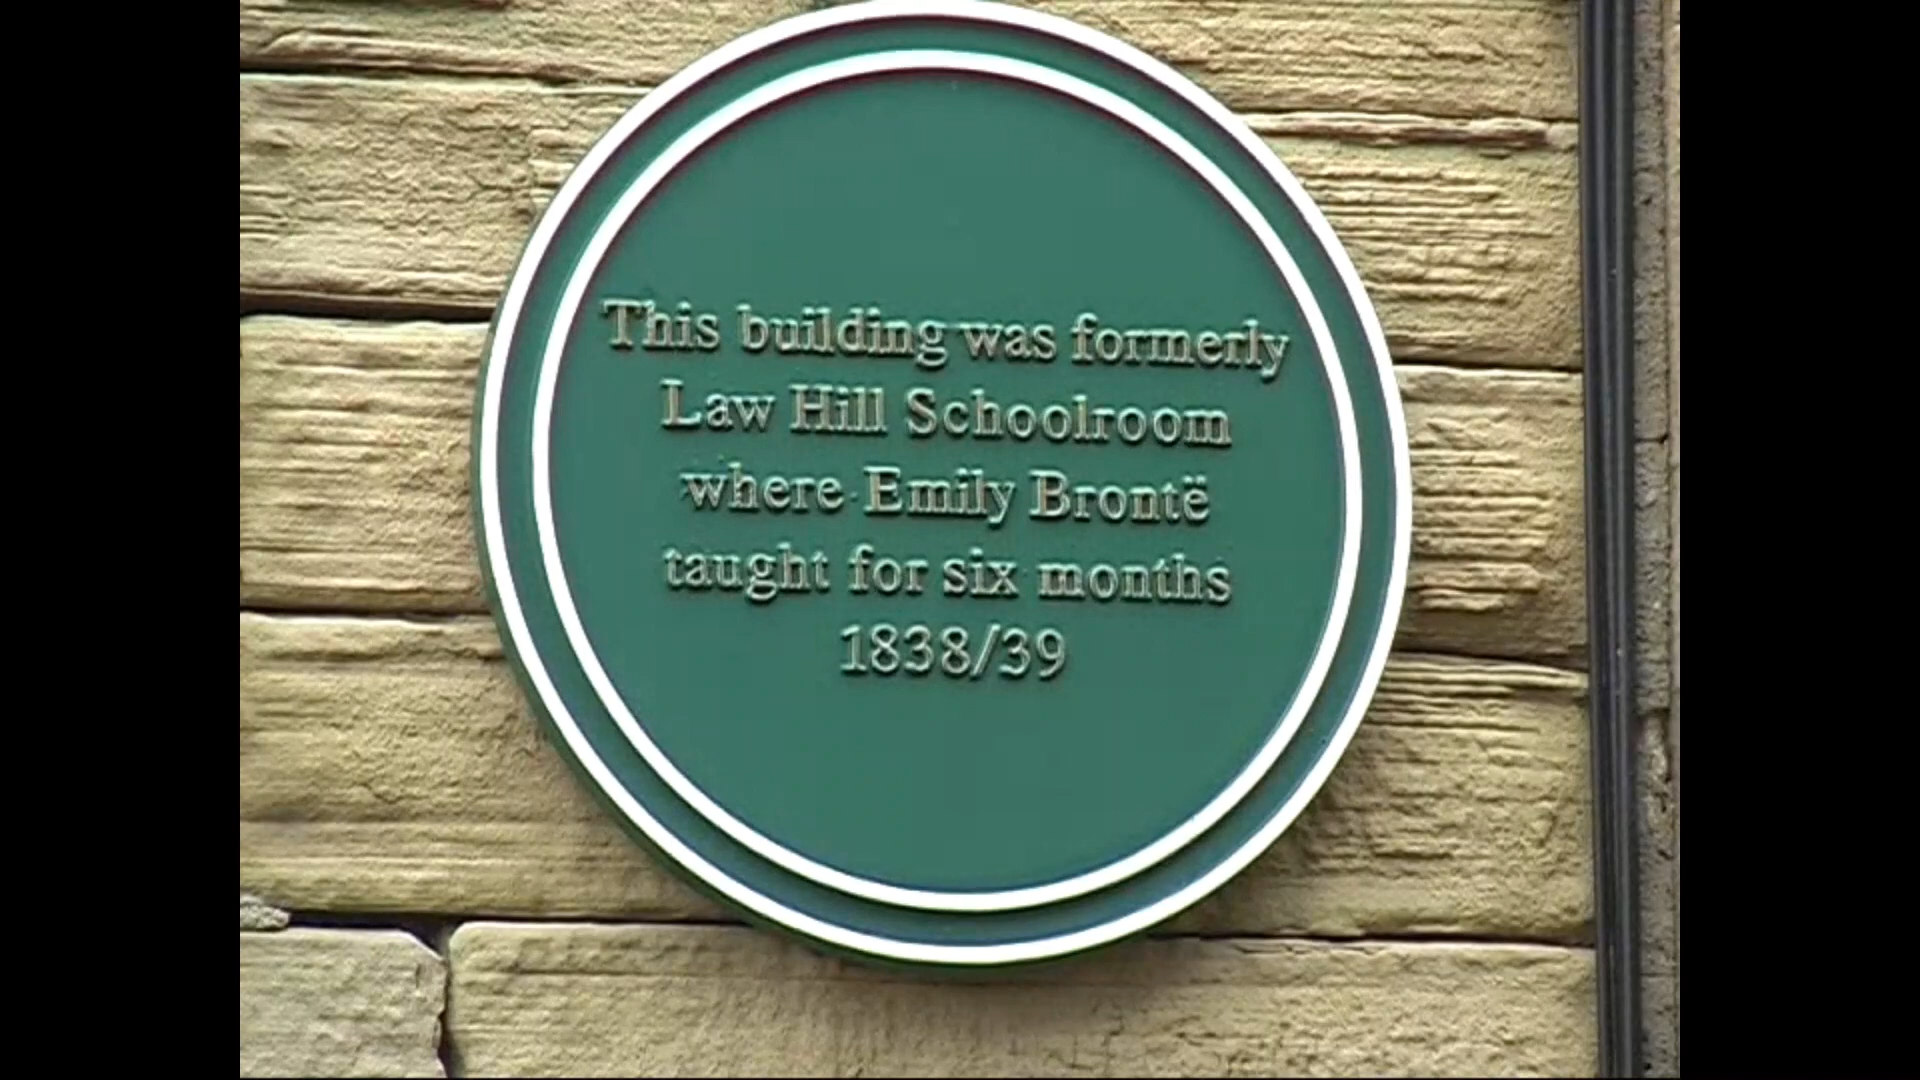 This building was formerly
Law Hill Schoolroom
where Emily Brontë
taught for six months
1838/39